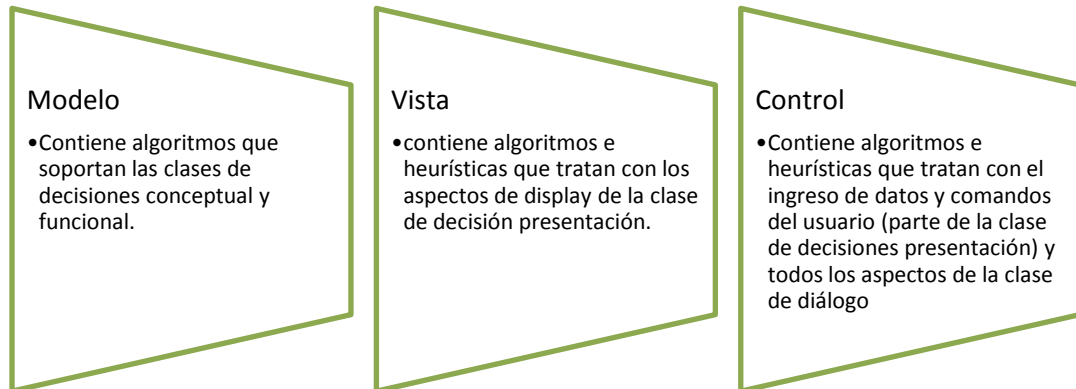 Modelo
•Contiene algoritmos que
soportan las clases de
decisiones conceptual y
funcional.
Vista
•contiene algoritmos e
heurísticas que tratan con los
aspectos de display de la clase
de decisión presentación.
Control
•Contiene algoritmos e
heurísticas que tratan con el
ingreso de datos y comandos
del usuario (parte de la clase
de decisiones presentación) y
todos los aspectos de la clase
de diálogo